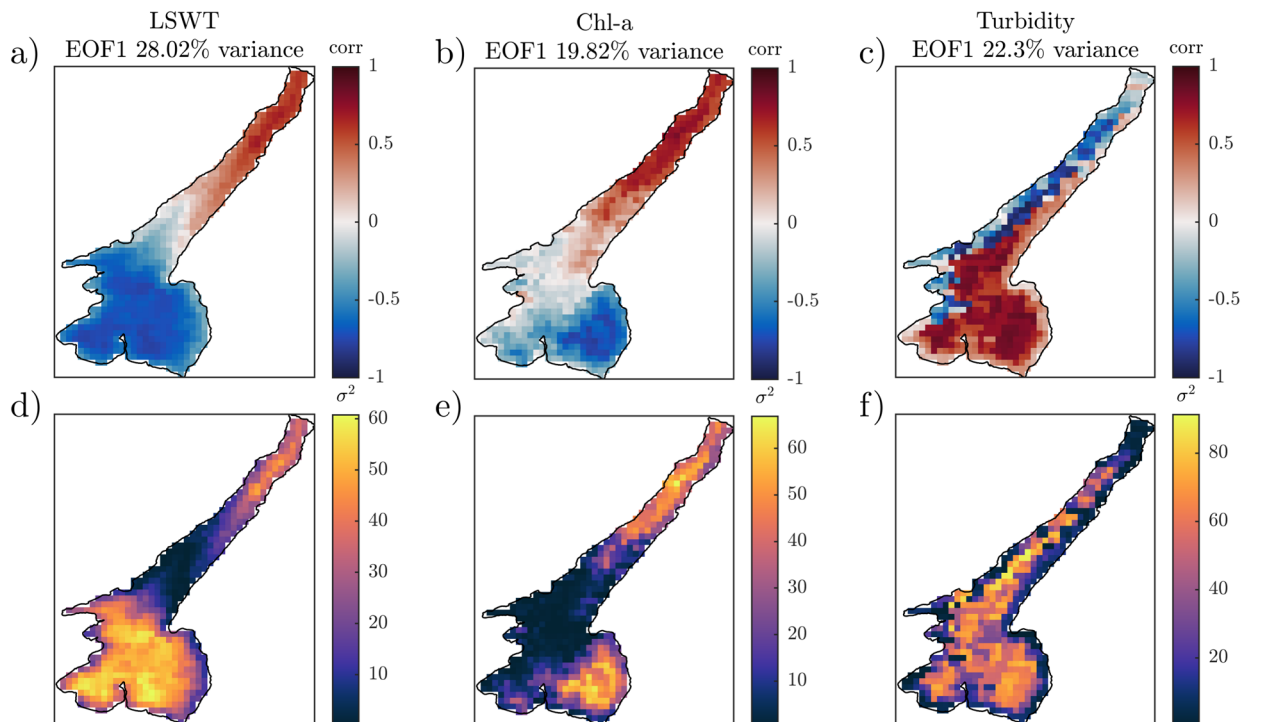 LSWT
EOF1 28.02% variance
a)
corr
1
0.5
0
-0.5
-1
Chl-a
EOF1 19.82% variance
b)
corr
1
0.5
0
-0.5
-1
Turbidity
EOF1 22.3% variance
c)
corr
1
0.5
0
-0.5
-1
d)
σ²
60
50
40
30
20
10
e)
σ²
60
50
40
30
20
10
f)
σ²
80
60
40
20